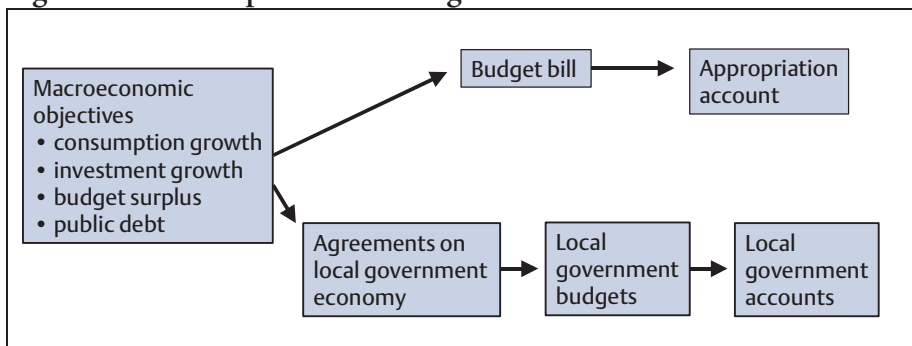 Macroeconomic
objectives
• consumption growth
• investment growth
• budget surplus
• public debt
Budget bill
Appropriation
account
Agreements on
local government
economy
Local
government
budgets
Local
government
accounts